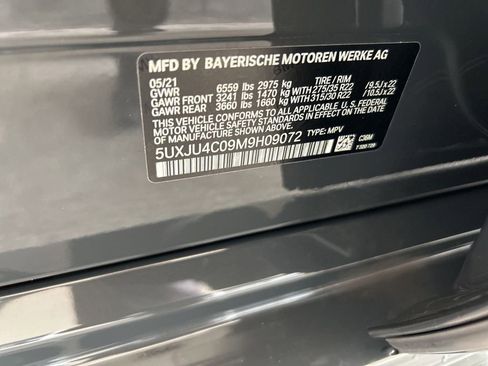 MFD BY BAYERISCHE MOTOREN WERKE AG
05/21 TIRE / RIM
GVWR 6559 lbs 2975 kg
GAWR FRONT 3241 lbs 1470 kg WITH 275/35 R22 / 9.5J x 22
GAWR REAR 3660 lbs 1660 kg WITH 315/30 R22 / 10.5J x 22
THIS VEHICLE CONFORMS TO ALL APPLICABLE U.S. FEDERAL
MOTOR VEHICLE SAFETY STANDARDS IN EFFECT ON THE
DATE OF MANUFACTURE SHOWN ABOVE.
5UXJU4C09M9H09072 TYPE: MPV
C36M